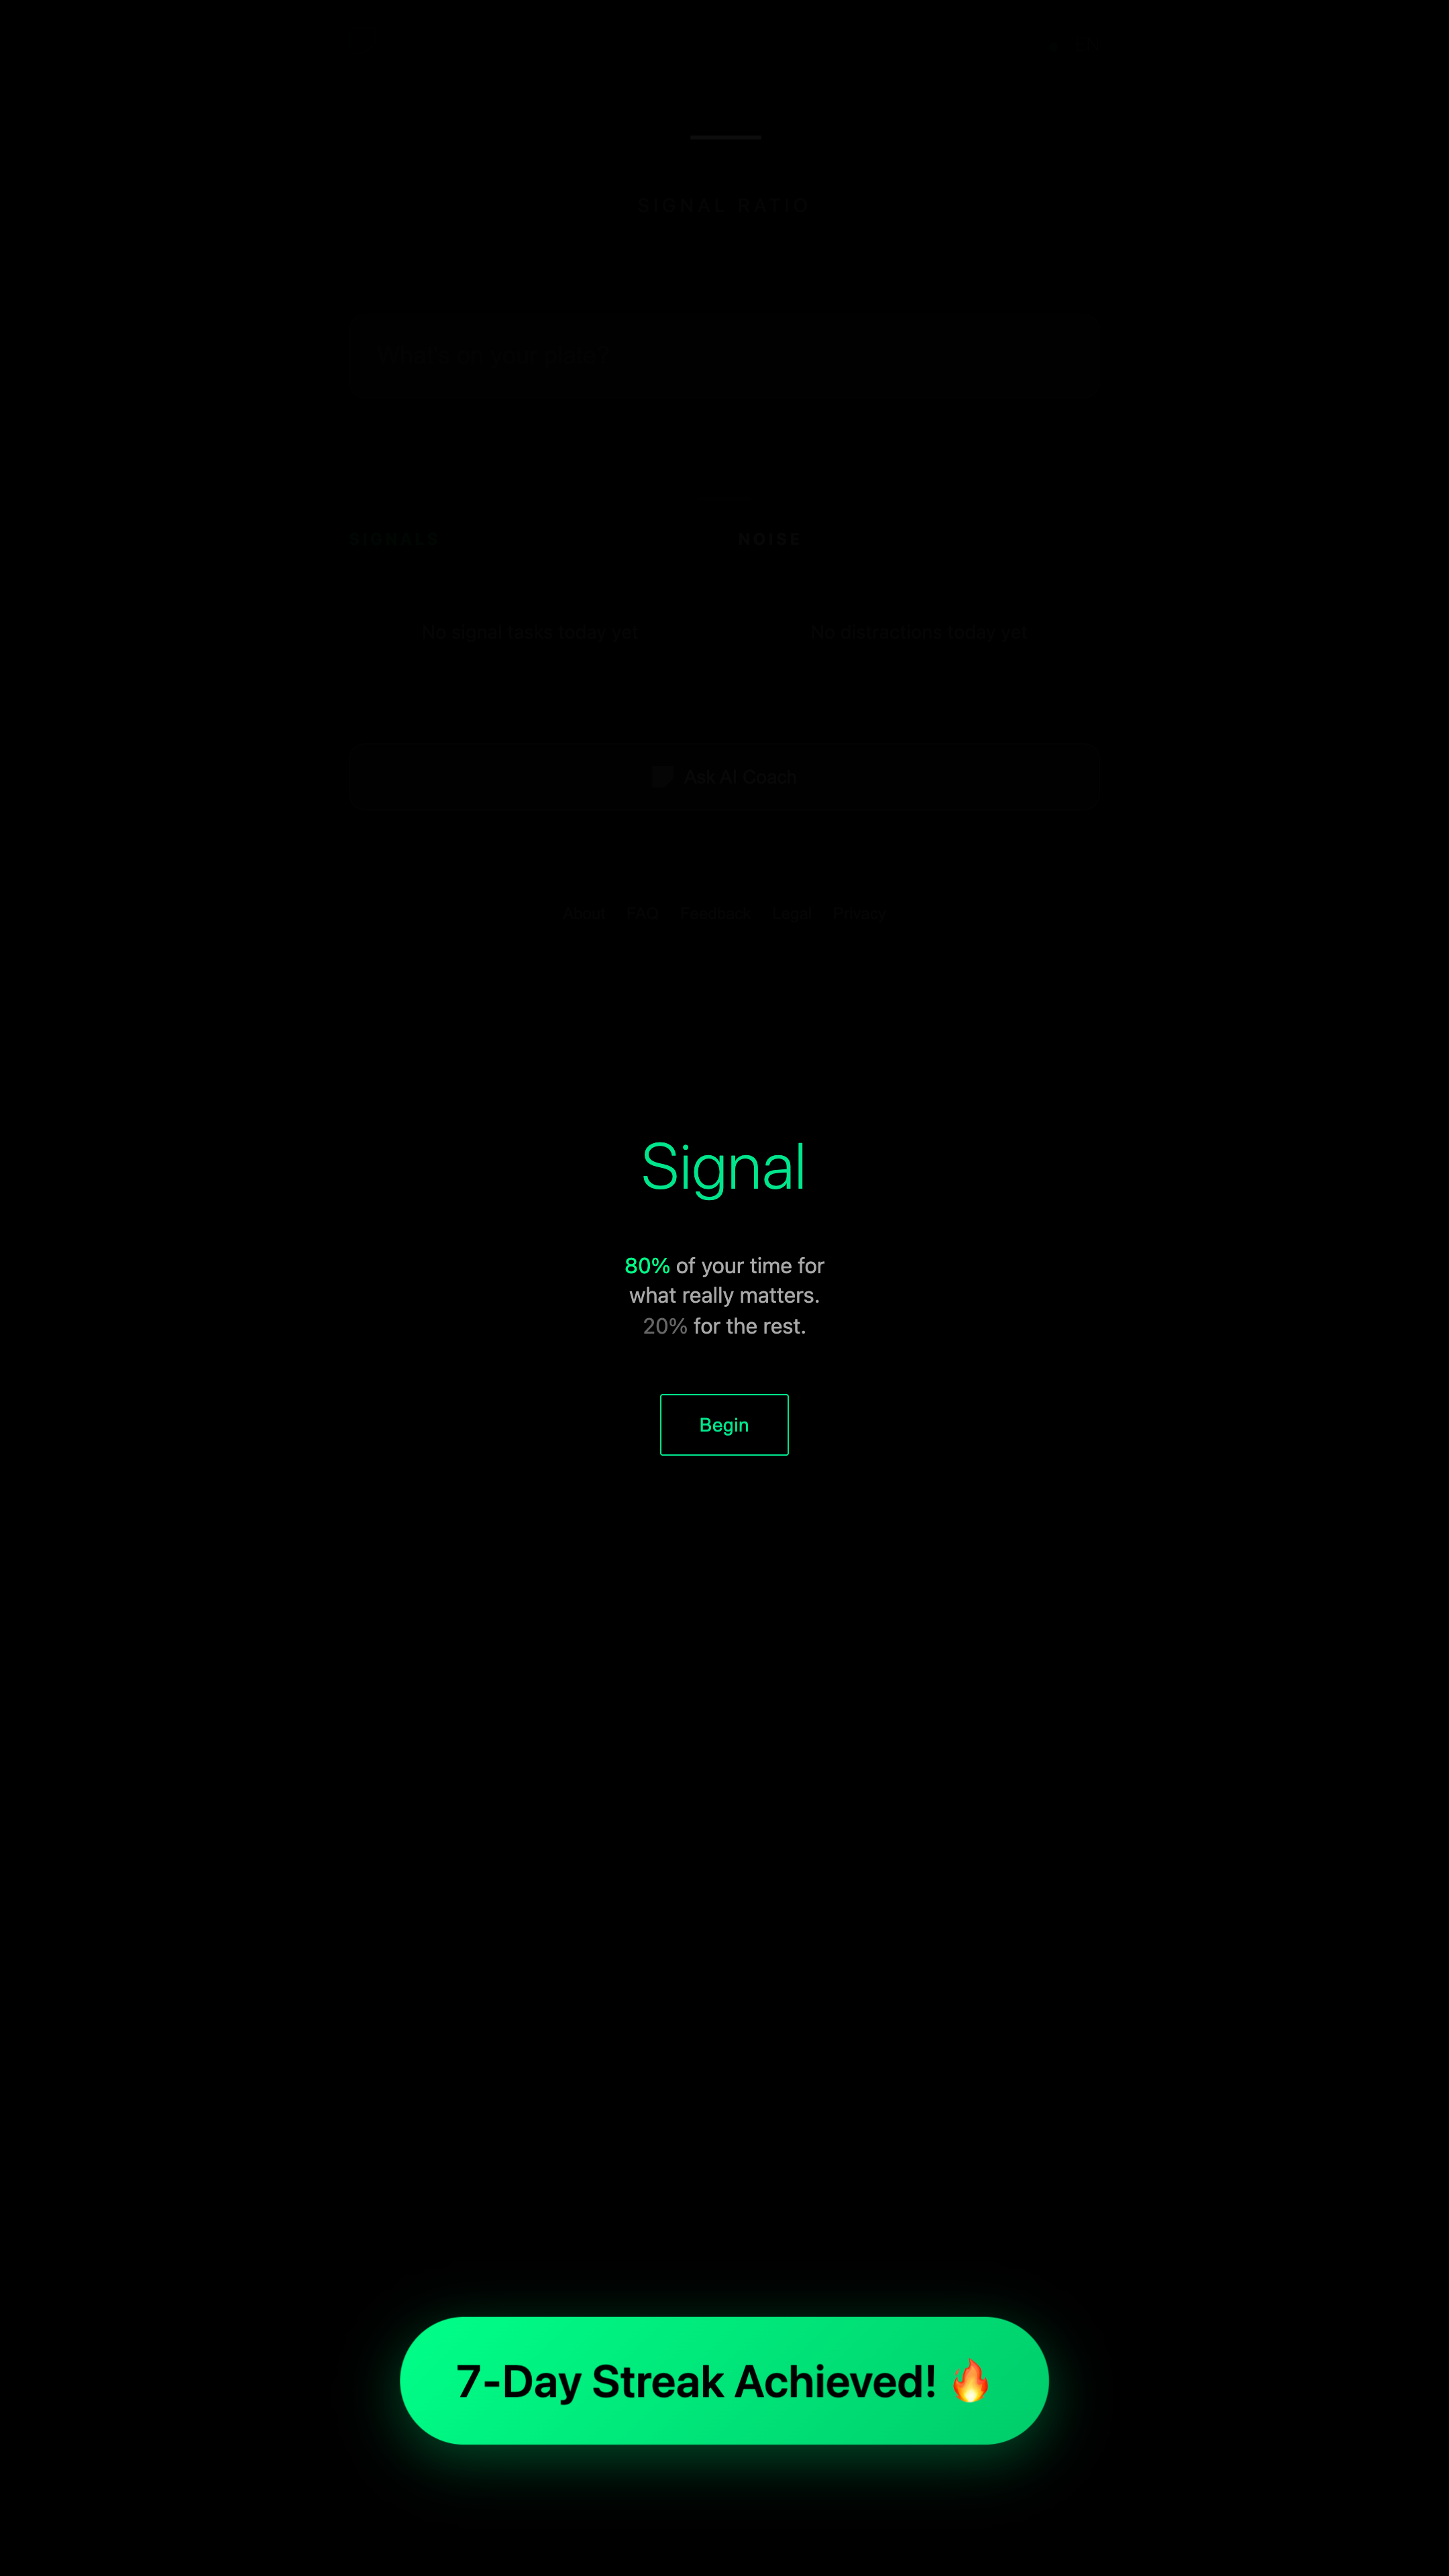 SIGNAL RATIO
What's on your plate?
SIGNALS
NOISE
No signal tasks today yet
No distractions today yet
Ask AI Coach
About FAQ Feedback Legal Privacy
Signal
80% of your time for
what really matters.
20% for the rest.
Begin
7-Day Streak Achieved! 🔥